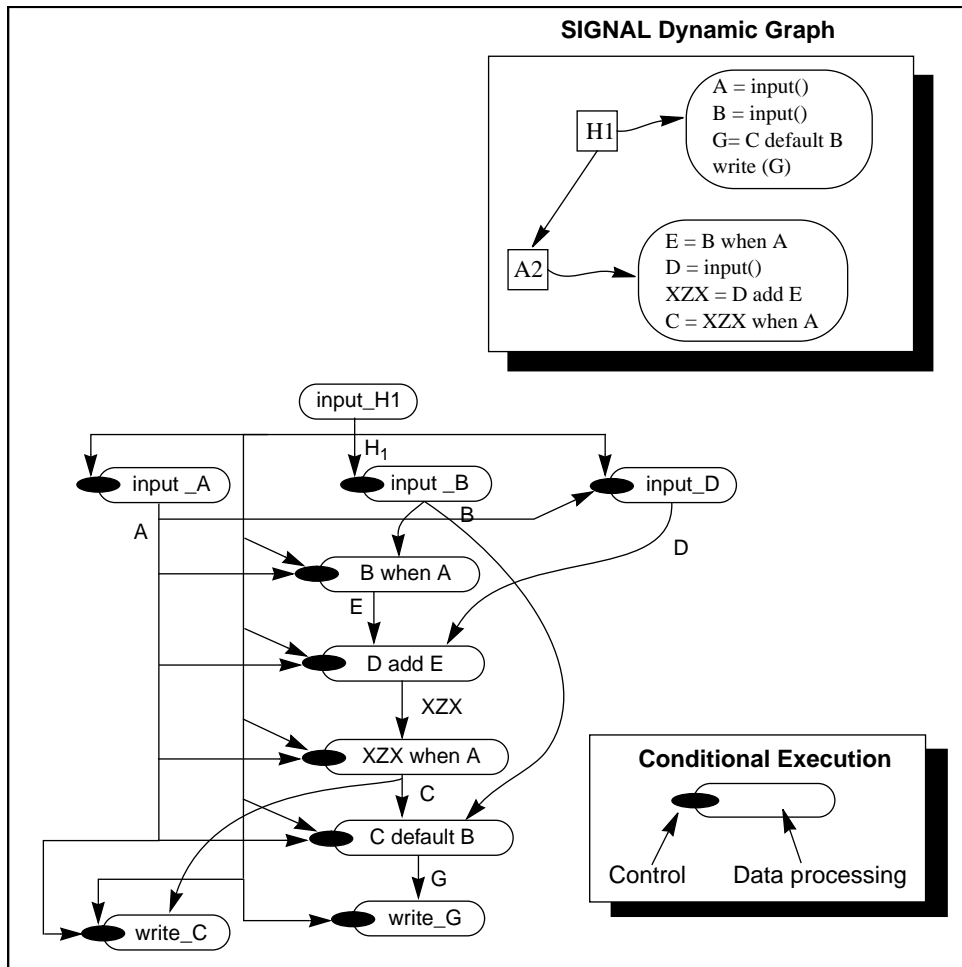 SIGNAL Dynamic Graph
A = input()
B = input()
G= C default B
write (G)
H1
A2
E = B when A
D = input()
XZX = D add E
C = XZX when A
input_H1
H1
input _A
input _B
input_D
A
B
D
B when A
E
D add E
XZX
XZX when A
C
C default B
G
write_C
write_G
Conditional Execution
Control
Data processing